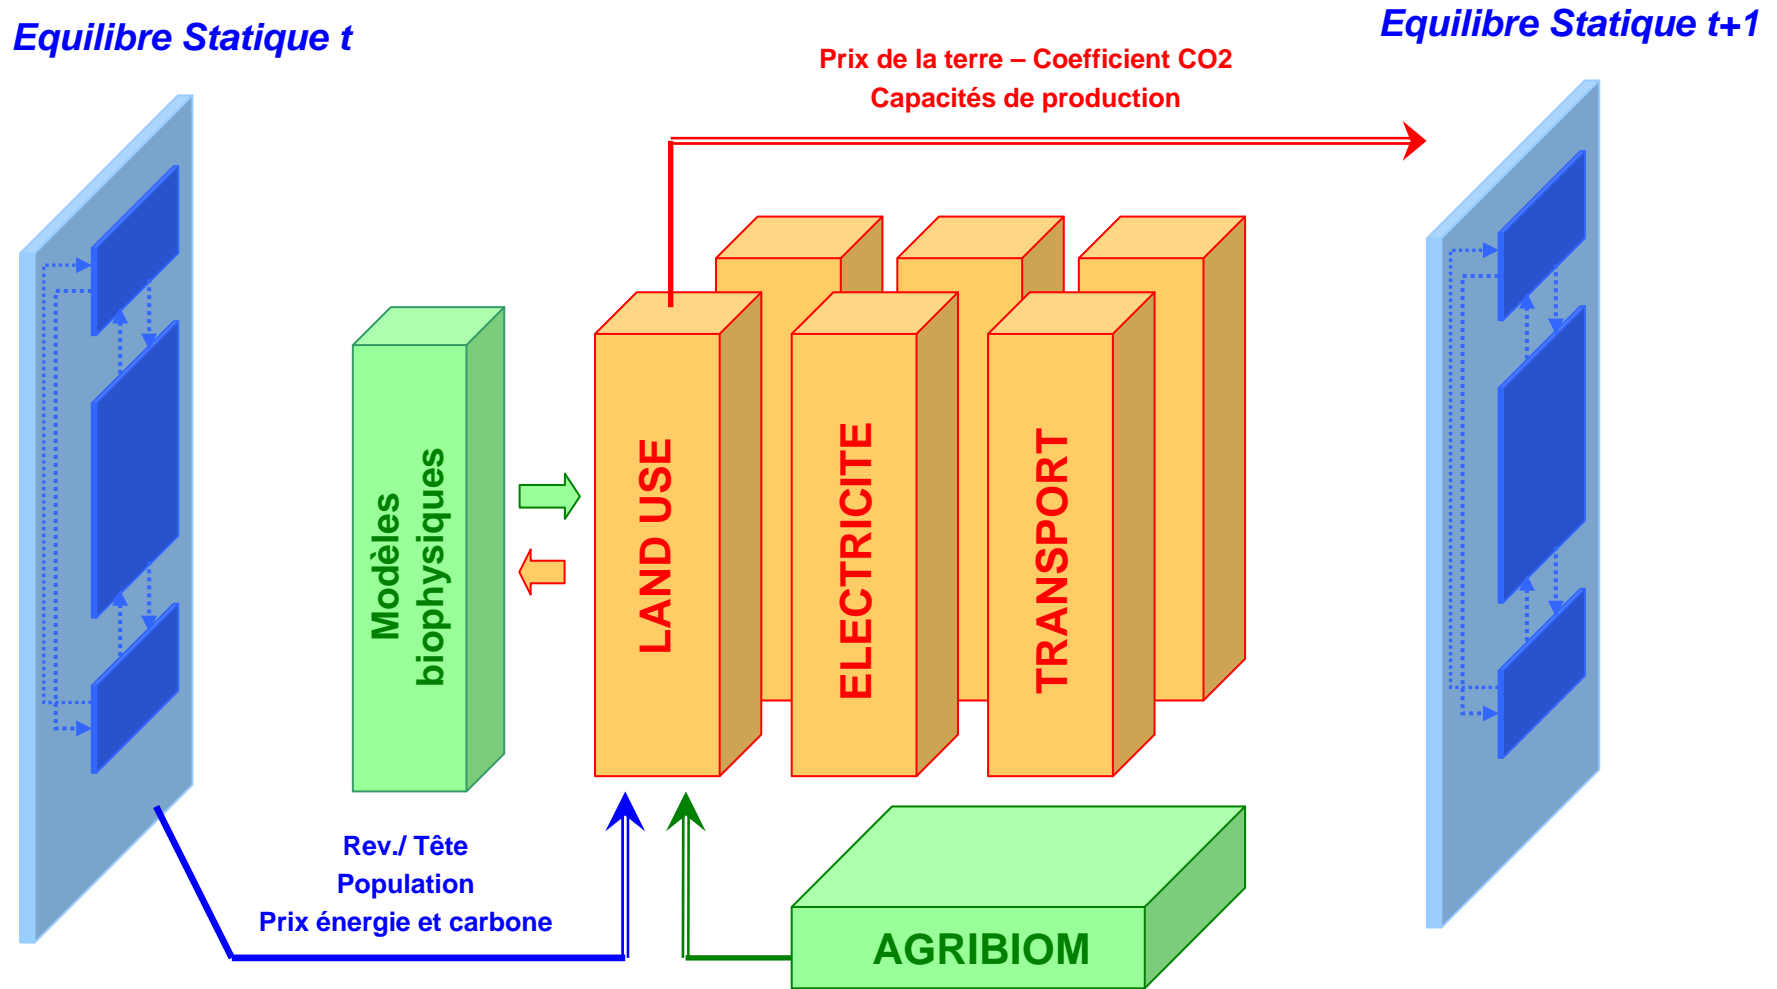 Equilibre Statique t
Equilibre Statique t+1
Prix de la terre – Coefficient CO2
Capacités de production
Modèles
biophysiques
LAND USE
ELECTRICITE
TRANSPORT
Rev./ Tête
Population
Prix énergie et carbone
AGRIBIOM